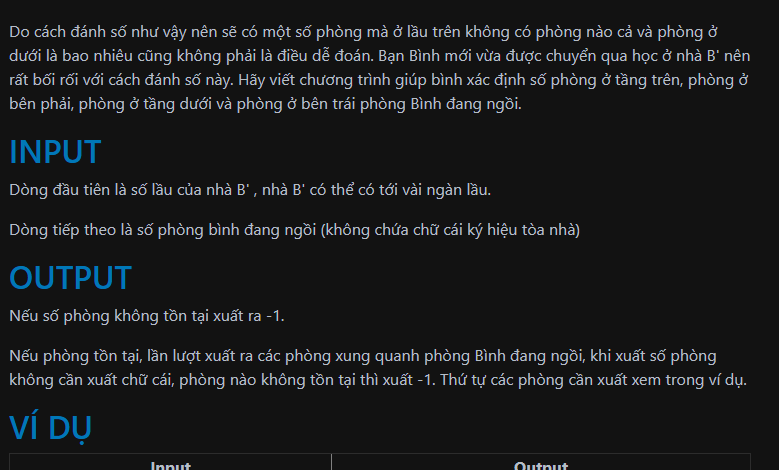 Do cách đánh số như vậy nên sẽ có một số phòng mà ở lầu trên không có phòng nào cả và phòng ở
dưới là bao nhiêu cũng không phải là điều dễ đoán. Bạn Bình mới vừa được chuyển qua học ở nhà B' nên
rất bối rối với cách đánh số này. Hãy viết chương trình giúp bình xác định số phòng ở tầng trên, phòng ở
bên phải, phòng ở tầng dưới và phòng ở bên trái phòng Bình đang ngồi.
INPUT
Dòng đầu tiên là số lầu của nhà B' , nhà B' có thể có tới vài ngàn lầu.
Dòng tiếp theo là số phòng bình đang ngồi (không chứa chữ cái ký hiệu tòa nhà)
OUTPUT
Nếu số phòng không tồn tại xuất ra -1.
Nếu phòng tồn tại, lần lượt xuất ra các phòng xung quanh phòng Bình đang ngồi, khi xuất số phòng
không cần xuất chữ cái, phòng nào không tồn tại thì xuất -1. Thứ tự các phòng cần xuất xem trong ví dụ.
VÍ DỤ
Input Output